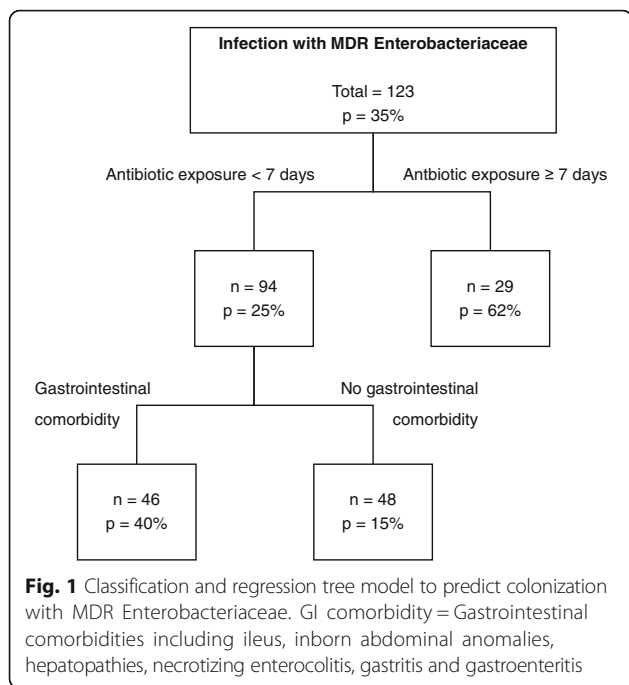 Infection with MDR Enterobacteriaceae
Total = 123
p = 35%
Antibiotic exposure < 7 days
Antbiotic exposure ≥ 7 days
n = 94
p = 25%
n = 29
p = 62%
Gastrointestinal
comorbidity
No gastrointestinal
comorbidity
n = 46
p = 40%
n = 48
p = 15%
Fig. 1 Classification and regression tree model to predict colonization
with MDR Enterobacteriaceae. GI comorbidity = Gastrointestinal
comorbidities including ileus, inborn abdominal anomalies,
hepatopathies, necrotizing enterocolitis, gastritis and gastroenteritis